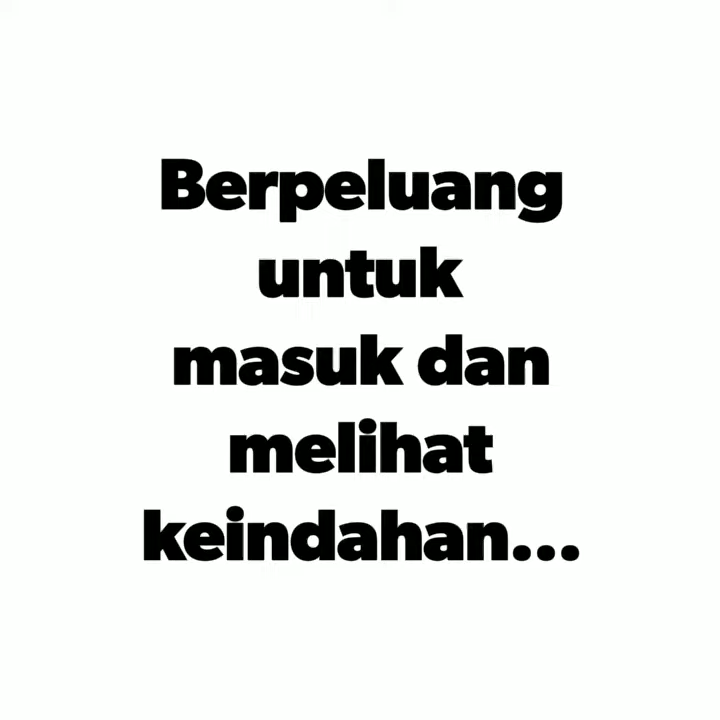 Berpeluang
untuk
masuk dan
melihat
keindahan...